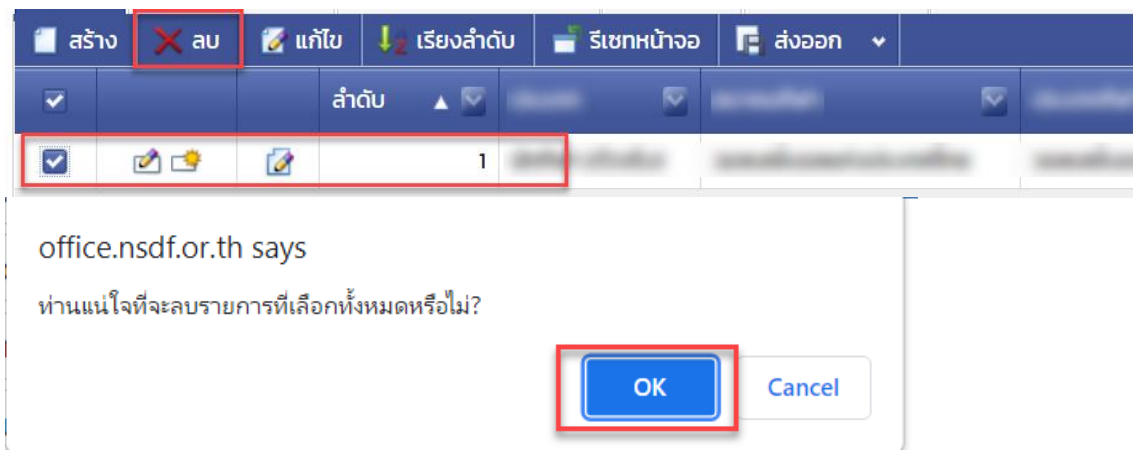 สร้าง ลบ แก้ไข เรียงลำดับ รีเซทหน้าจอ ส่งออก
ลำดับ
1
office.nsdf.or.th says
ท่านแน่ใจที่จะลบรายการที่เลือกทั้งหมดหรือไม่?
OK Cancel